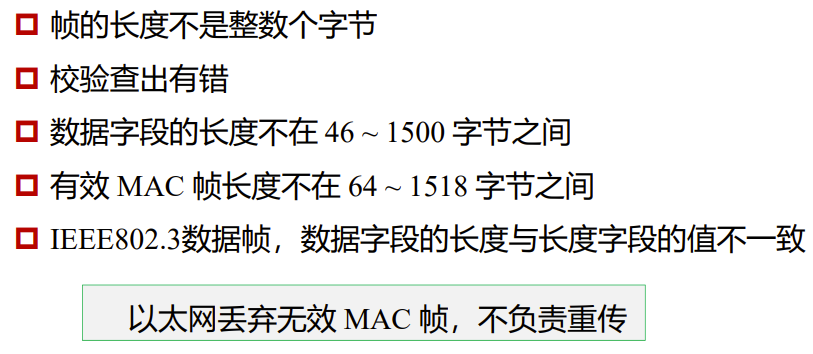 帧的长度不是整数个字节
校验查出有错
数据字段的长度不在 46 ~ 1500 字节之间
有效 MAC 帧长度不在 64 ~ 1518 字节之间
IEEE802.3数据帧，数据字段的长度与长度字段的值不一致
以太网丢弃无效 MAC 帧，不负责重传